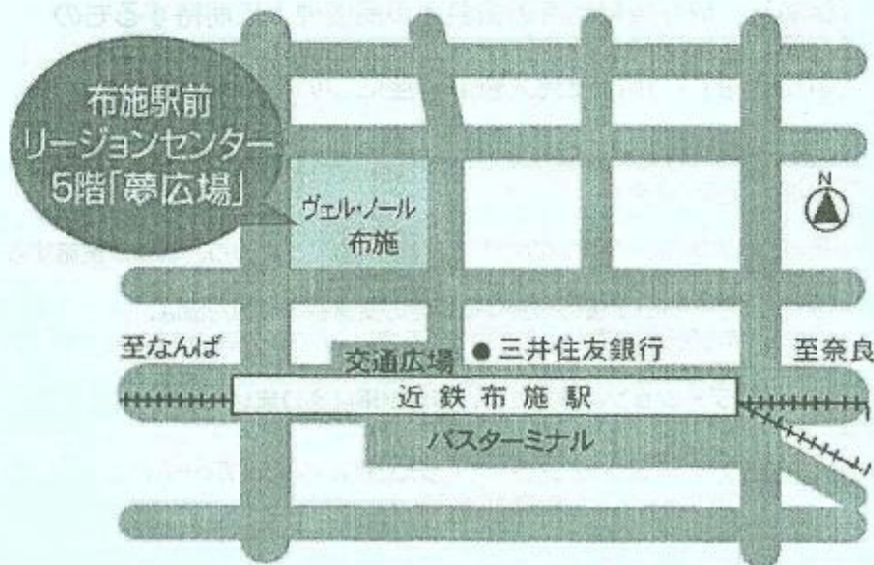 布施駅前
リージョンセンター
5階「夢広場」
ヴェル・ノール
布施
N
至なんば
交通広場
●三井住友銀行
至奈良
近鉄布施駅
バスターミナル